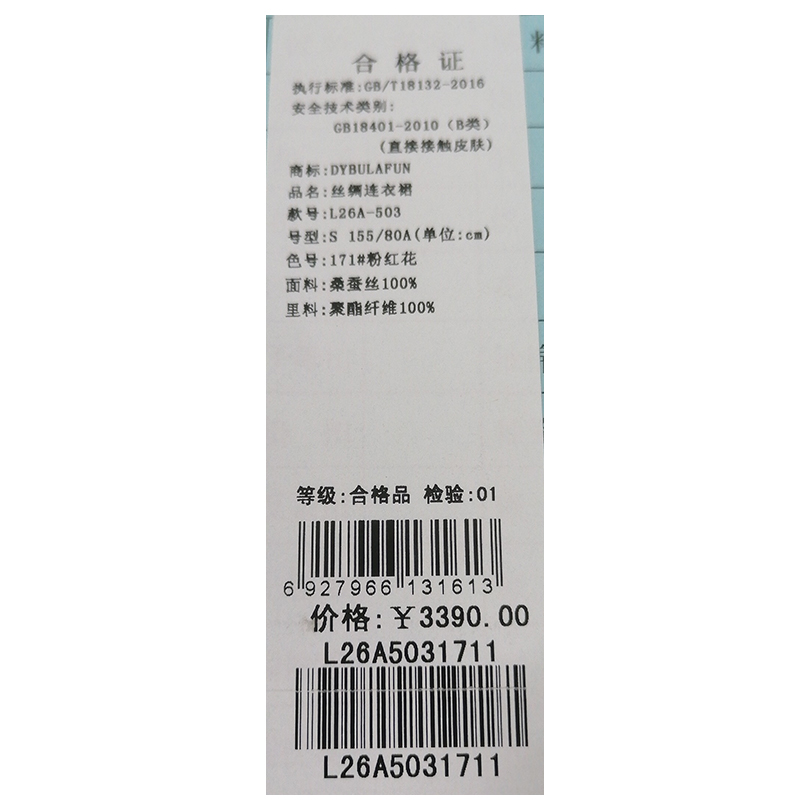 合格证
执行标准:GB/T18132-2016
安全技术类别:
GB18401-2010（B类）
(直接接触皮肤)
商标:DYBULAFUN
品名:丝绸连衣裙
款号:L26A-503
号型:S 155/80A(单位:cm)
色号:171#粉红花
面料:桑蚕丝100%
里料:聚酯纤维100%
等级:合格品 检验:01
6 927966 131613
价格:¥3390.00
L26A5031711
L26A5031711